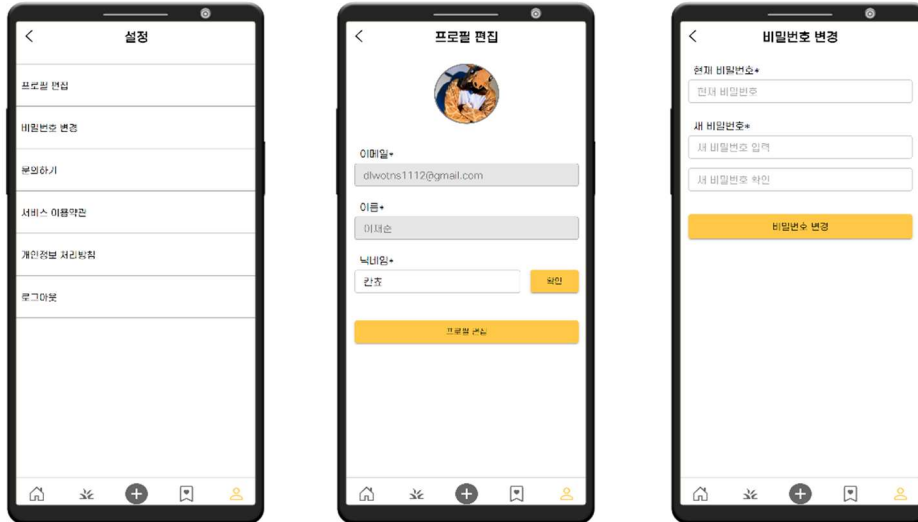 설정
프로필 편집
비밀번호 변경
문의하기
서비스 이용약관
개인정보 처리방침
로그아웃
프로필 편집
이메일*
dlwotns1112@gmail.com
이름*
이재순
닉네임*
칸쵸
확인
프로필 편집
비밀번호 변경
현재 비밀번호*
현재 비밀번호
새 비밀번호*
새 비밀번호 입력
새 비밀번호 확인
비밀번호 변경